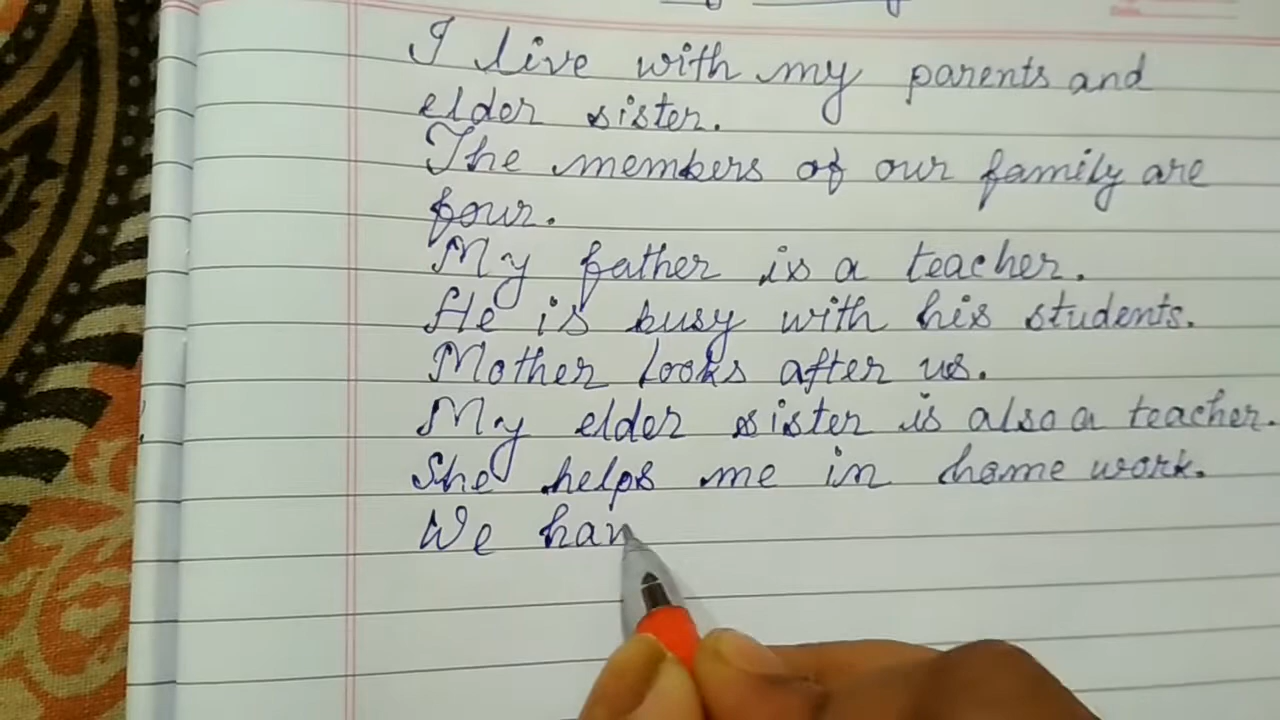 I live with my parents and
elder sister.
The members of our family are
four.
My father is a teacher.
He is busy with his students.
Mother looks after us.
My elder sister is also a teacher.
She helps me in home work.
We hav